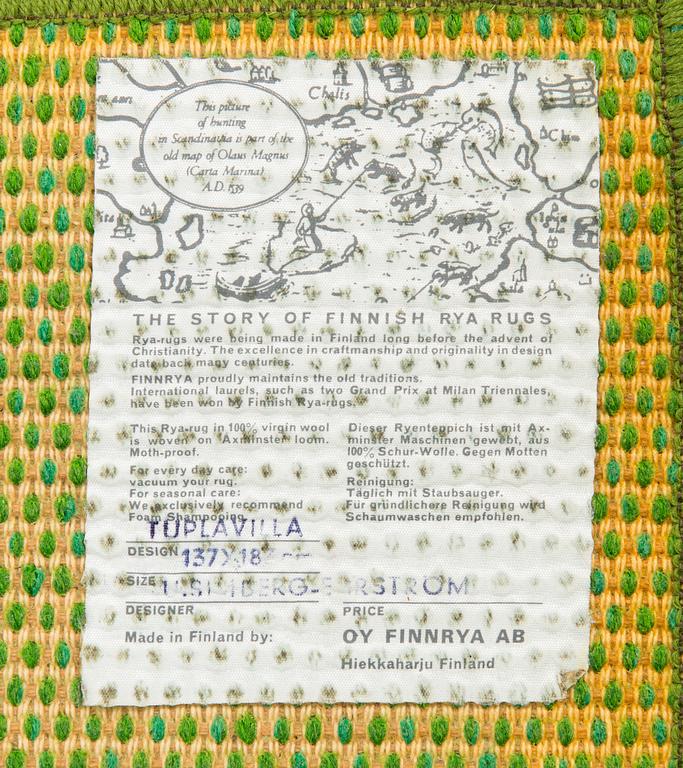 Chalis
This picture
of hunting
in Scandinavia is part of the
old map of Olaus Magnus
(Carta Marina)
A.D. 1539
THE STORY OF FINNISH RYA RUGS
Rya-rugs were being made in Finland long before the advent of
Christianity. The excellence in craftmanship and originality in design
date back many centuries.
FINNRYA proudly maintains the old traditions.
International laurels, such as two Grand Prix at Milan Triennales,
have been won by Finnish Rya-rugs.
This Rya-rug in 100% virgin wool
is woven on Axminster loom.
Moth-proof.
For every day care:
vacuum your rug.
For seasonal care:
We exclusively recommend
Foam Shampooing.
Dieser Ryenteppich ist mit Ax-
minster Maschinen gewebt, aus
100% Schur-Wolle. Gegen Motten
geschützt.
Reinigung:
Täglich mit Staubsauger.
Für gründlichere Reinigung wird
Schaumwaschen empfohlen.
TUPLAVILLA
DESIGN 137X18
SIZE
DESIGNER
PRICE
Made in Finland by:
OY FINNRYA AB
Hiekkaharju Finland